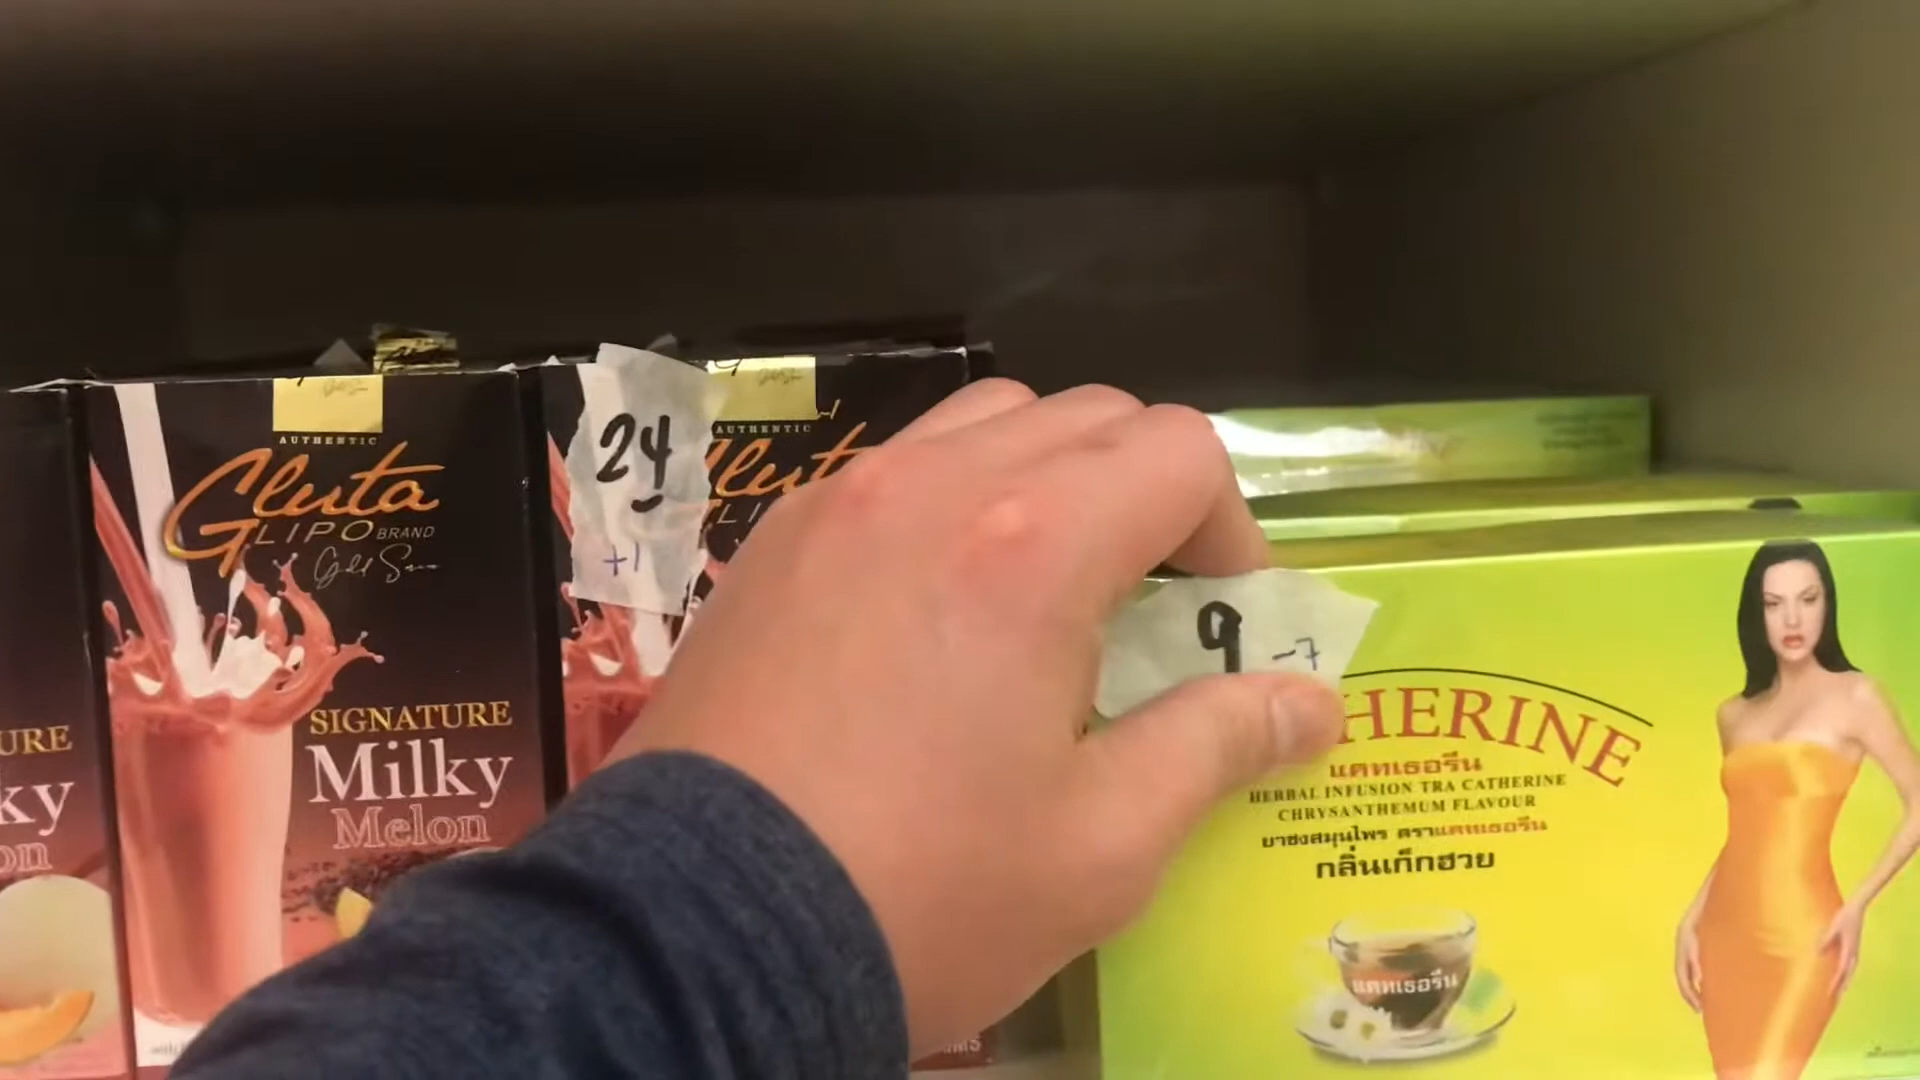 AUTHENTIC
Gluta
LIPO BRAND
SIGNATURE
Milky
Melon
URE
ky
on
24
+1
AUTHENTIC
9
-7
HERINE
แคทเธอรีน
HERBAL INFUSION TRA CATHERINE
CHRYSANTHEMUM FLAVOUR
ยาชงสมุนไพร ตราแคทเธอรีน
กลิ่นเก็กฮวย
แคทเธอรีน